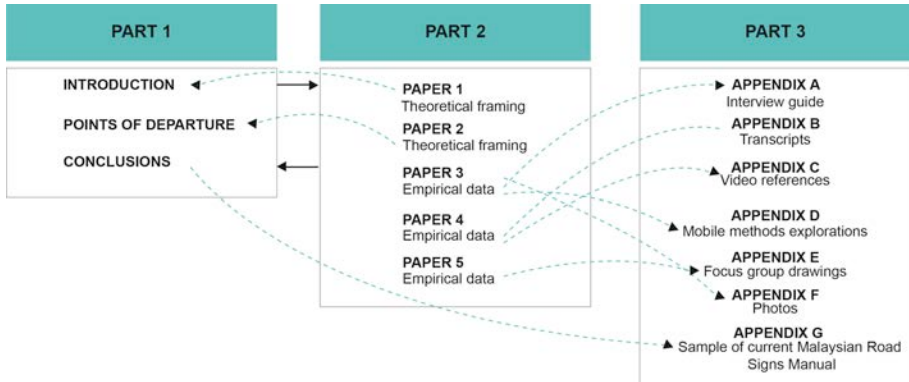 PART 1
INTRODUCTION
POINTS OF DEPARTURE
CONCLUSIONS
PART 2
PAPER 1
Theoretical framing
PAPER 2
Theoretical framing
PAPER 3
Empirical data
PAPER 4
Empirical data
PAPER 5
Empirical data
PART 3
APPENDIX A
Interview guide
APPENDIX B
Transcripts
APPENDIX C
Video references
APPENDIX D
Mobile methods explorations
APPENDIX E
Focus group drawings
APPENDIX F
Photos
APPENDIX G
Sample of current Malaysian Road
Signs Manual